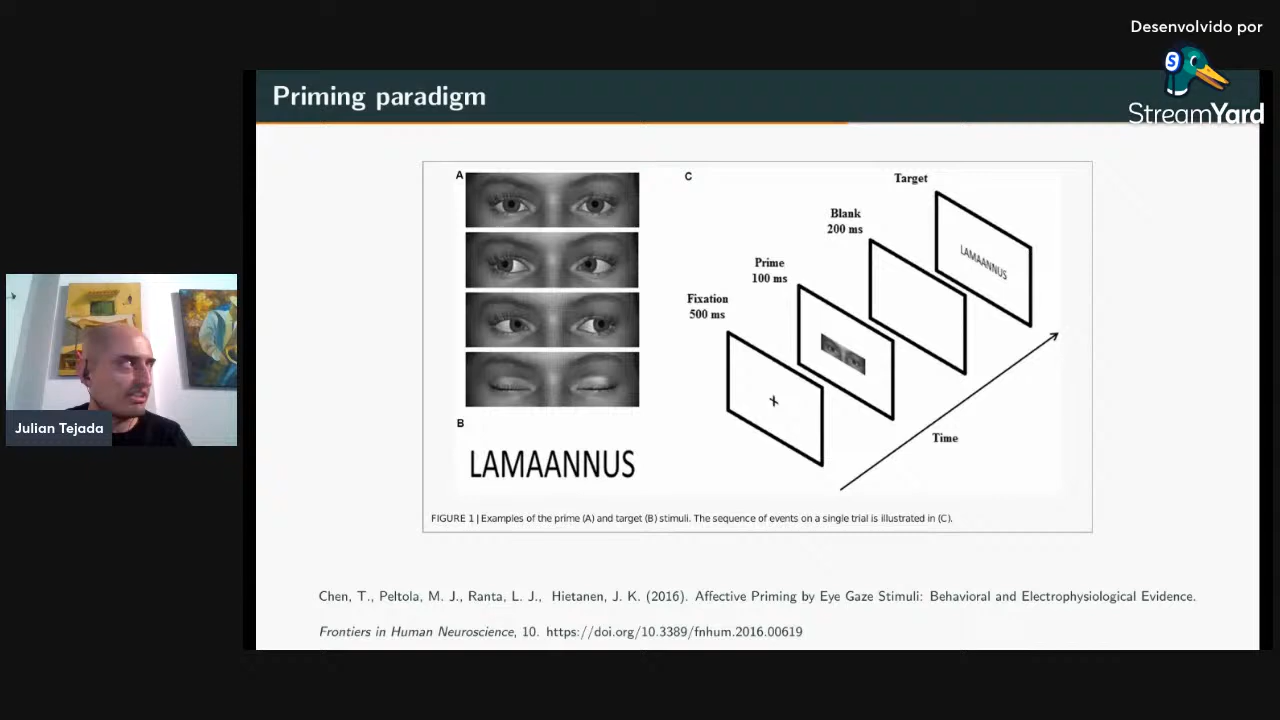 Desenvolvido por
StreamYard
Priming paradigm
A
C
Target
Blank
200 ms
LAMAANNUS
Prime
100 ms
Fixation
500 ms
B
Time
LAMAANNUS
FIGURE 1 | Examples of the prime (A) and target (B) stimuli. The sequence of events on a single trial is illustrated in (C).
Julian Tejada
Chen, T., Peltola, M. J., Ranta, L. J., Hietanen, J. K. (2016). Affective Priming by Eye Gaze Stimuli: Behavioral and Electrophysiological Evidence.
Frontiers in Human Neuroscience, 10. https://doi.org/10.3389/fnhum.2016.00619